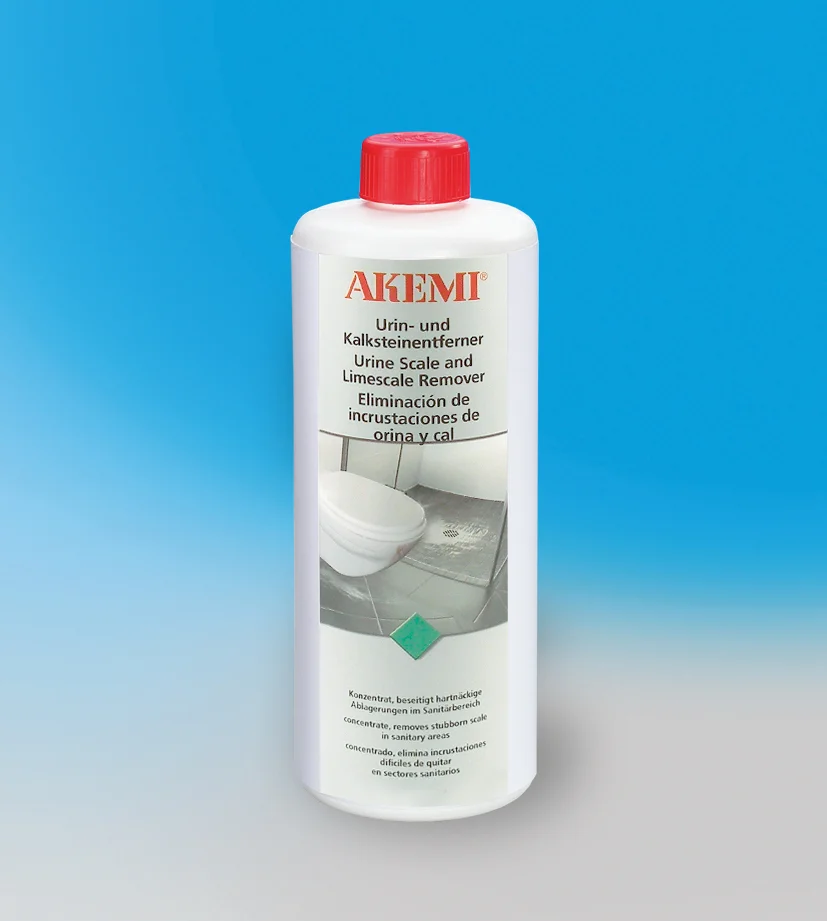 AKEMI®
Urin- und
Kalksteinentferner
Urine Scale and
Limescale Remover
Eliminación de
incrustaciones de
orina y cal
Konzentrat, beseitigt hartnäckige
Ablagerungen im Sanitärbereich
concentrate, removes stubborn scale
in sanitary areas
concentrado, elimina incrustaciones
dificiles de quitar
en sectores sanitarios